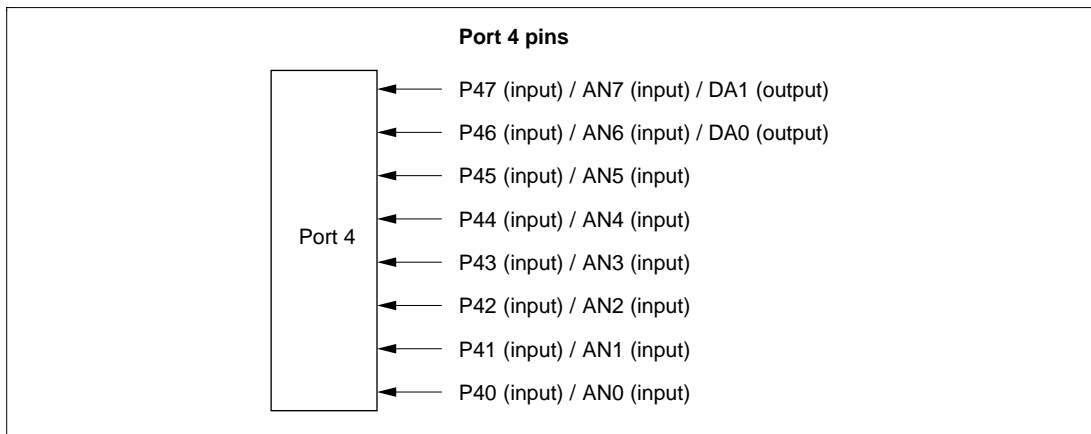 Port 4 pins
P47 (input) / AN7 (input) / DA1 (output)
P46 (input) / AN6 (input) / DA0 (output)
P45 (input) / AN5 (input)
P44 (input) / AN4 (input)
Port 4
P43 (input) / AN3 (input)
P42 (input) / AN2 (input)
P41 (input) / AN1 (input)
P40 (input) / AN0 (input)